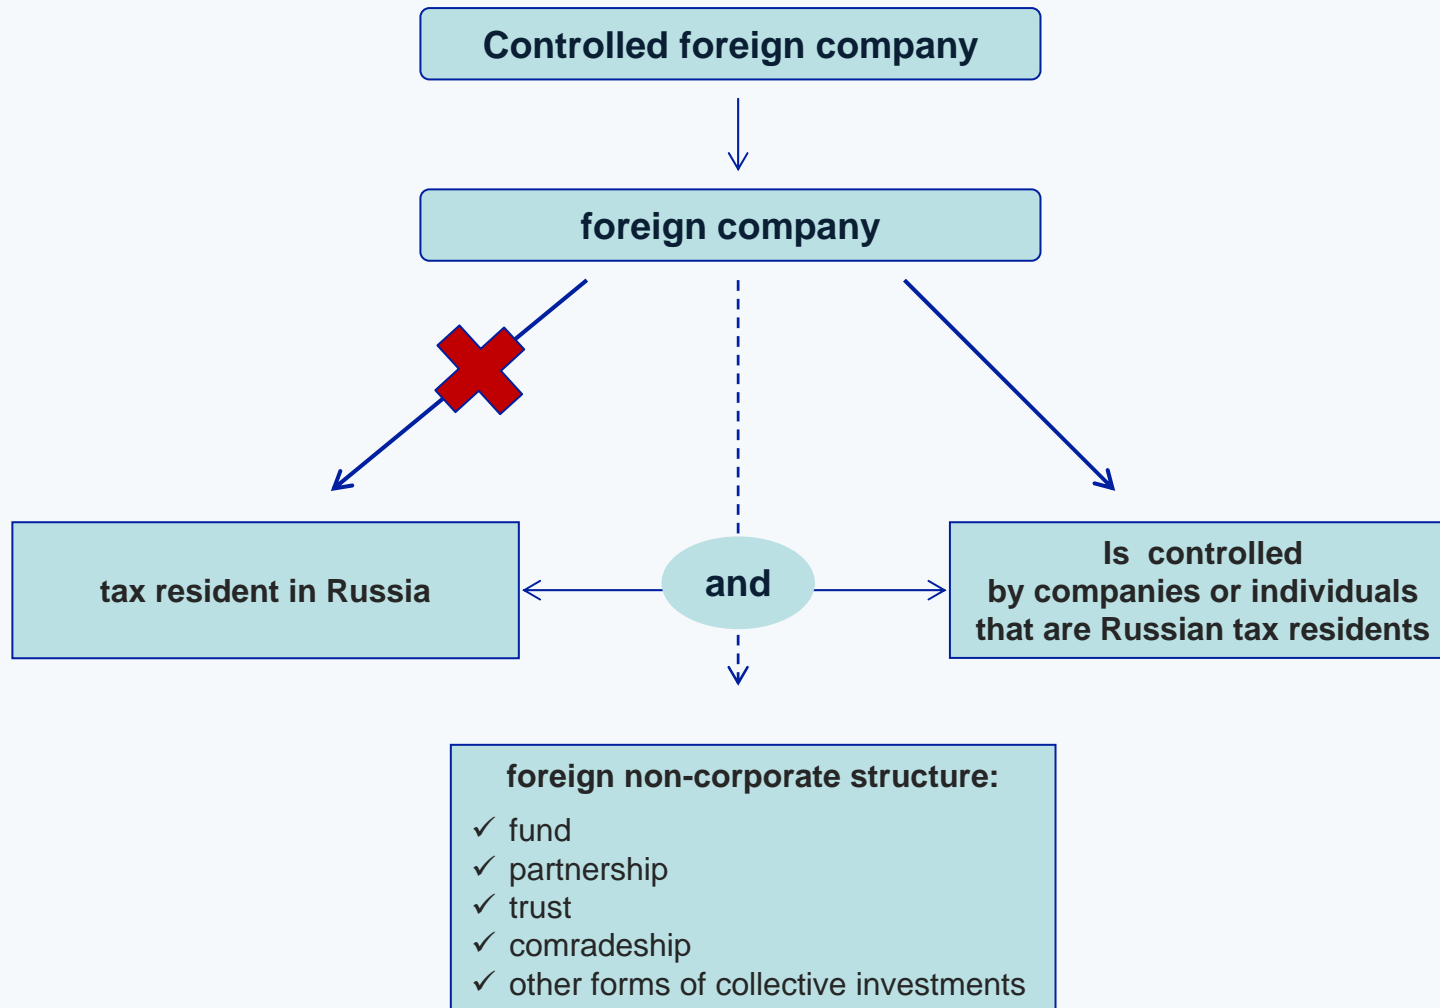 Controlled foreign company
foreign company
tax resident in Russia
and
Is controlled
by companies or individuals
that are Russian tax residents
foreign non-corporate structure:
✓ fund
✓ partnership
✓ trust
✓ comradeship
✓ other forms of collective investments